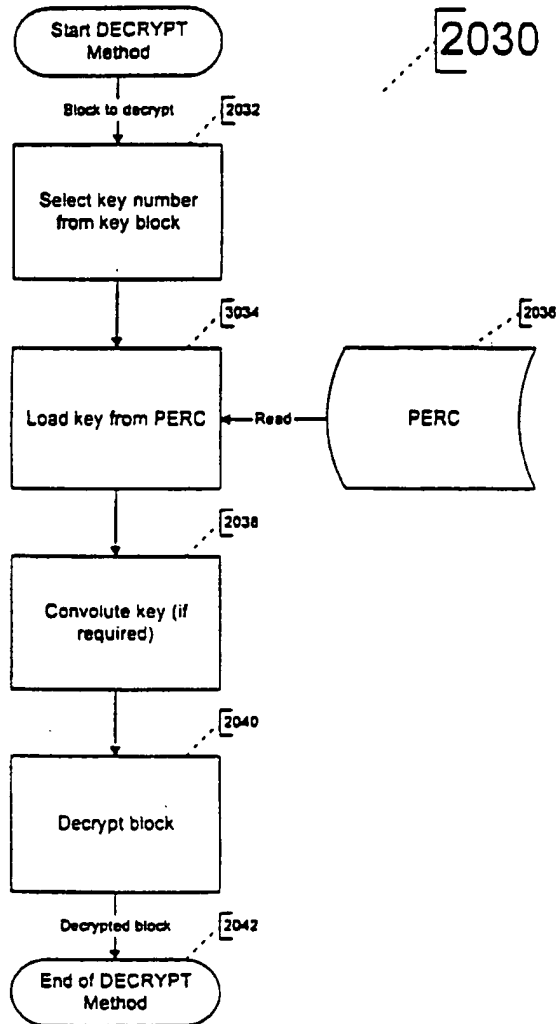 Start DECRYPT
Method
2030
Block to decrypt
2032
Select key number
from key block
3034
2036
Load key from PERC
Read
PERC
2038
Convolute key (if
required)
2040
Decrypt block
Decrypted block
2042
End of DECRYPT
Method